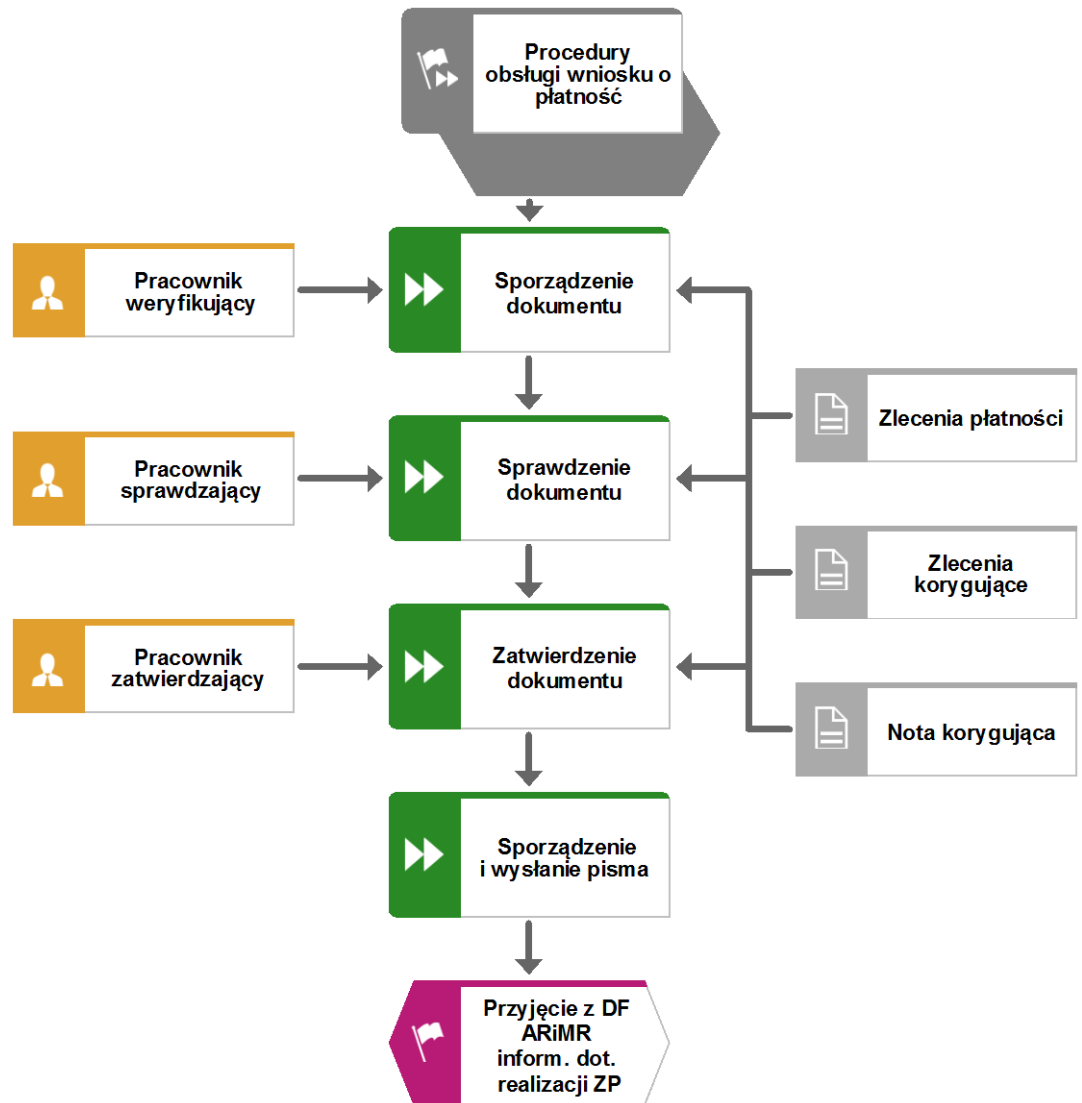 Procedury
obsługi wniosku o
płatność
Pracownik
weryfikujący
Sporządzenie
dokumentu
Zlecenia płatności
Pracownik
sprawdzający
Sprawdzenie
dokumentu
Zlecenia
korygujące
Pracownik
zatwierdzający
Zatwierdzenie
dokumentu
Nota korygująca
Sporządzenie
i wysłanie pisma
Przyjęcie z DF
ARiMR
inform. dot.
realizacji ZP